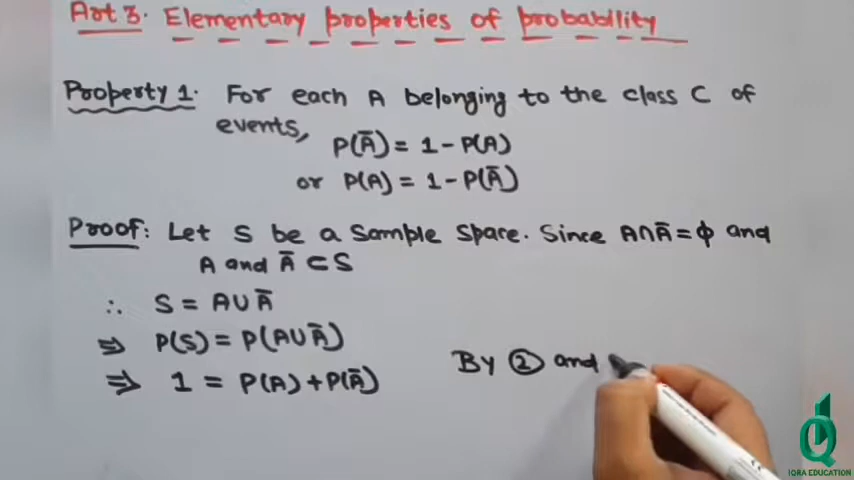 Art 3. Elementary properties of probability
Property 1. For each A belonging to the class C of
events,
P(Ā) = 1 - P(A)
or P(A) = 1 - P(Ā)
Proof: Let S be a Sample Space. Since A∩Ā = ϕ and
A and Ā ⊂ S
∴ S = A∪Ā
⇒ P(S) = P(A∪Ā)
⇒ 1 = P(A) + P(Ā) By ② and
IQRA EDUCATION